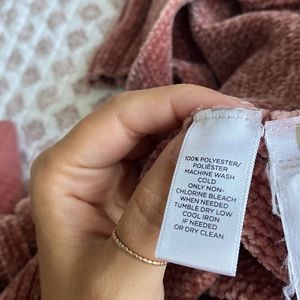 100% POLYESTER/
POLIÉSTER
MACHINE WASH
COLD
ONLY NON-
CHLORINE BLEACH
WHEN NEEDED
TUMBLE DRY LOW
COOL IRON
IF NEEDED
OR DRY CLEAN